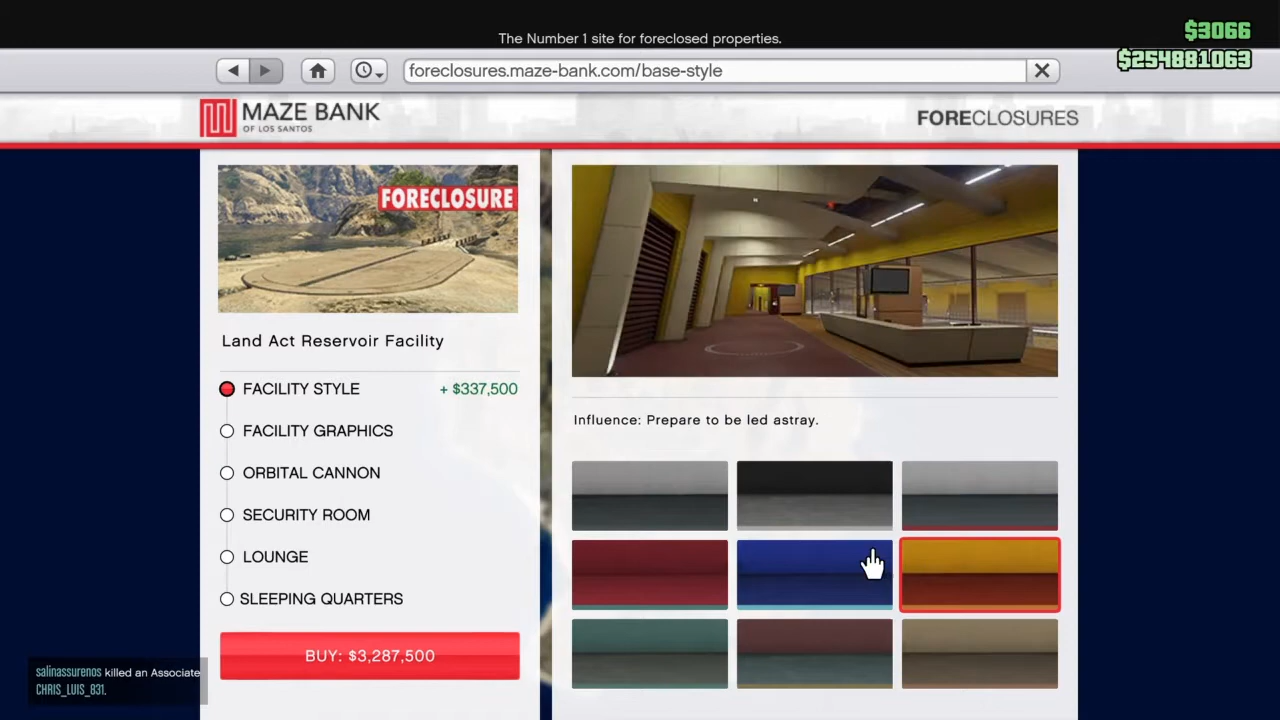 The Number 1 site for foreclosed properties.
$3066
$254881063
foreclosures.maze-bank.com/base-style
MAZE BANK
OF LOS SANTOS
FORECLOSURES
FORECLOSURE
Land Act Reservoir Facility
FACILITY STYLE + $337,500
FACILITY GRAPHICS
ORBITAL CANNON
SECURITY ROOM
LOUNGE
SLEEPING QUARTERS
BUY: $3,287,500
Influence: Prepare to be led astray.
salinassurenos killed an Associate
CHRIS_LUIS_831.